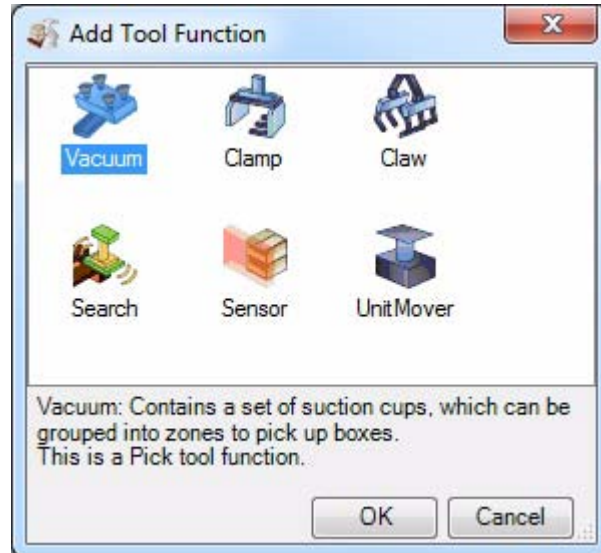 Add Tool Function
Vacuum Clamp Claw
Search Sensor UnitMover
Vacuum: Contains a set of suction cups, which can be
grouped into zones to pick up boxes.
This is a Pick tool function.
OK Cancel